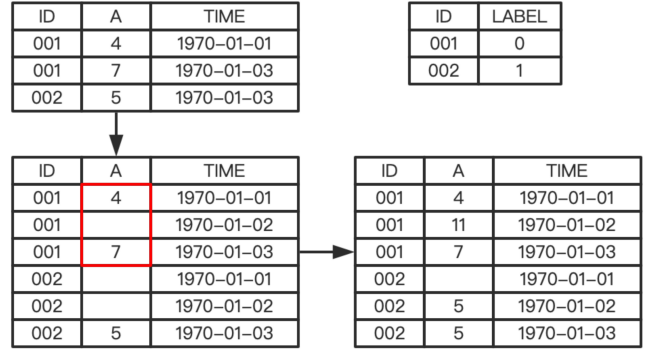 ID A TIME
001 4 1970-01-01
001 7 1970-01-03
002 5 1970-01-03
ID LABEL
001 0
002 1
ID A TIME
001 4 1970-01-01
001 1970-01-02
001 7 1970-01-03
002 1970-01-01
002 1970-01-02
002 5 1970-01-03
ID A TIME
001 4 1970-01-01
001 11 1970-01-02
001 7 1970-01-03
002 1970-01-01
002 5 1970-01-02
002 5 1970-01-03